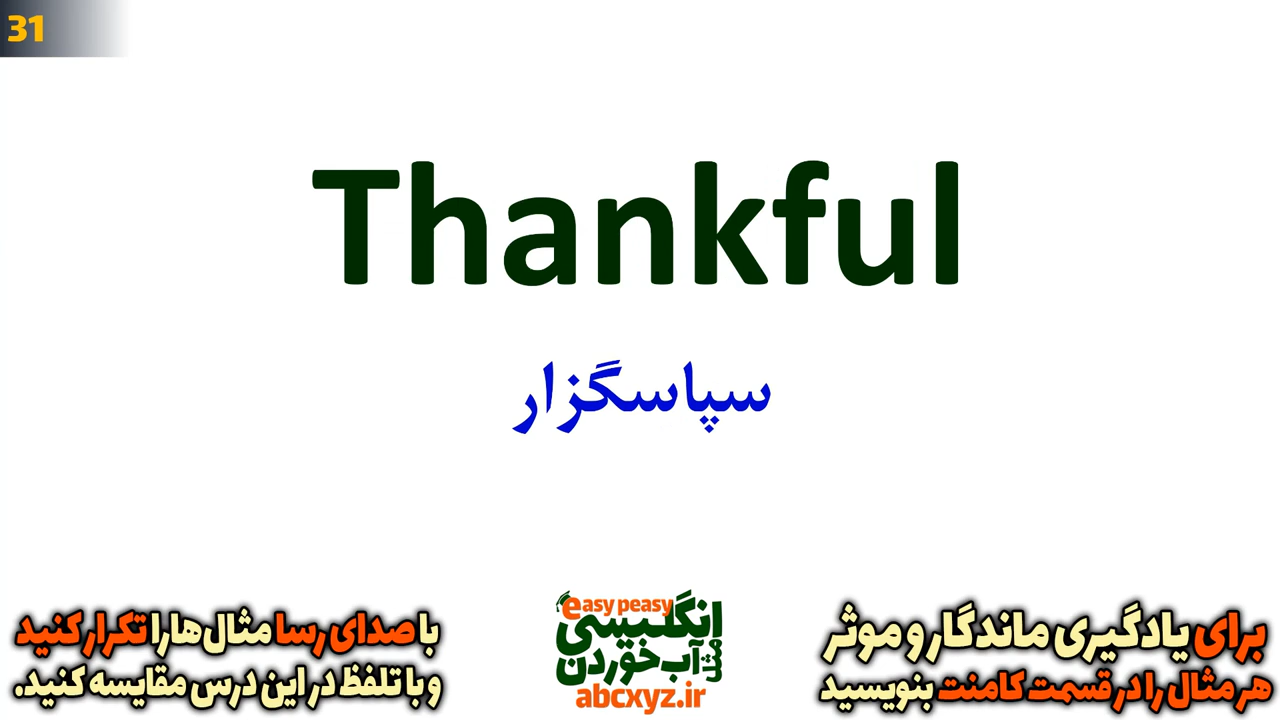 31
Thankful
سپاسگزار
برای یادگیری ماندگار و موثر
هر مثال را در قسمت کامنت بنویسید
easy peasy
انگلیسی
مثل آب خوردن
abcxyz.ir
با صدای رسا مثال‌ها را تکرار کنید
و با تلفظ در این درس مقایسه کنید.